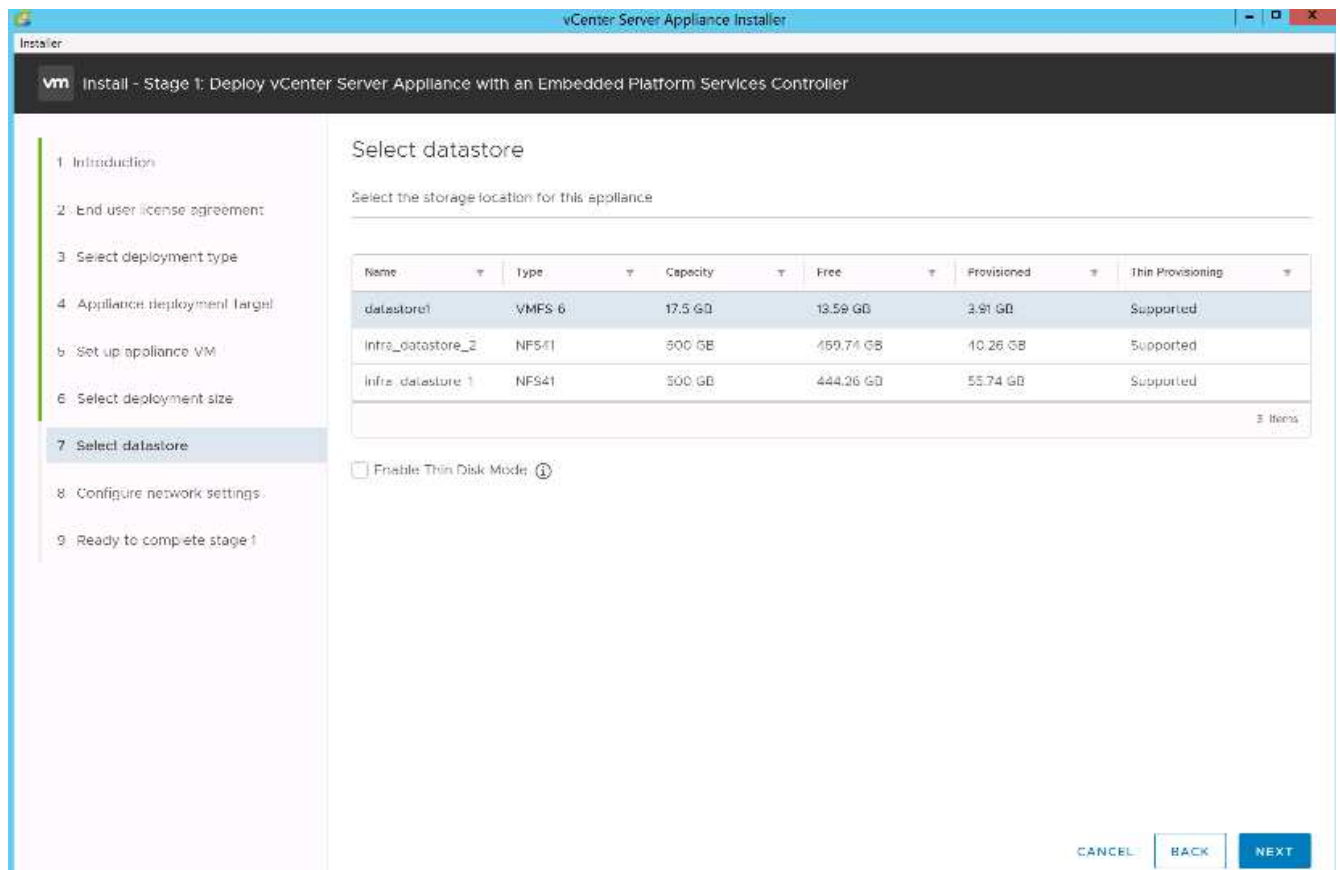 vCenter Server Appliance Installer
Installer
vm Install - Stage 1: Deploy vCenter Server Appliance with an Embedded Platform Services Controller
1 Introduction
2 End user license agreement
3 Select deployment type
4 Appliance deployment target
5 Set up appliance VM
6 Select deployment size
7 Select datastore
8 Configure network settings
9 Ready to complete stage 1
Select datastore
Select the storage location for this appliance
Name Type Capacity Free Provisioned Thin Provisioning
datastore1 VMFS-6 17.5 GB 13.59 GB 3.91 GB Supported
infra_datastore_2 NFS41 500 GB 459.74 GB 40.26 GB Supported
infra_datastore_1 NFS41 500 GB 444.26 GB 55.74 GB Supported
3 items
Enable Thin Disk Mode
CANCEL BACK NEXT